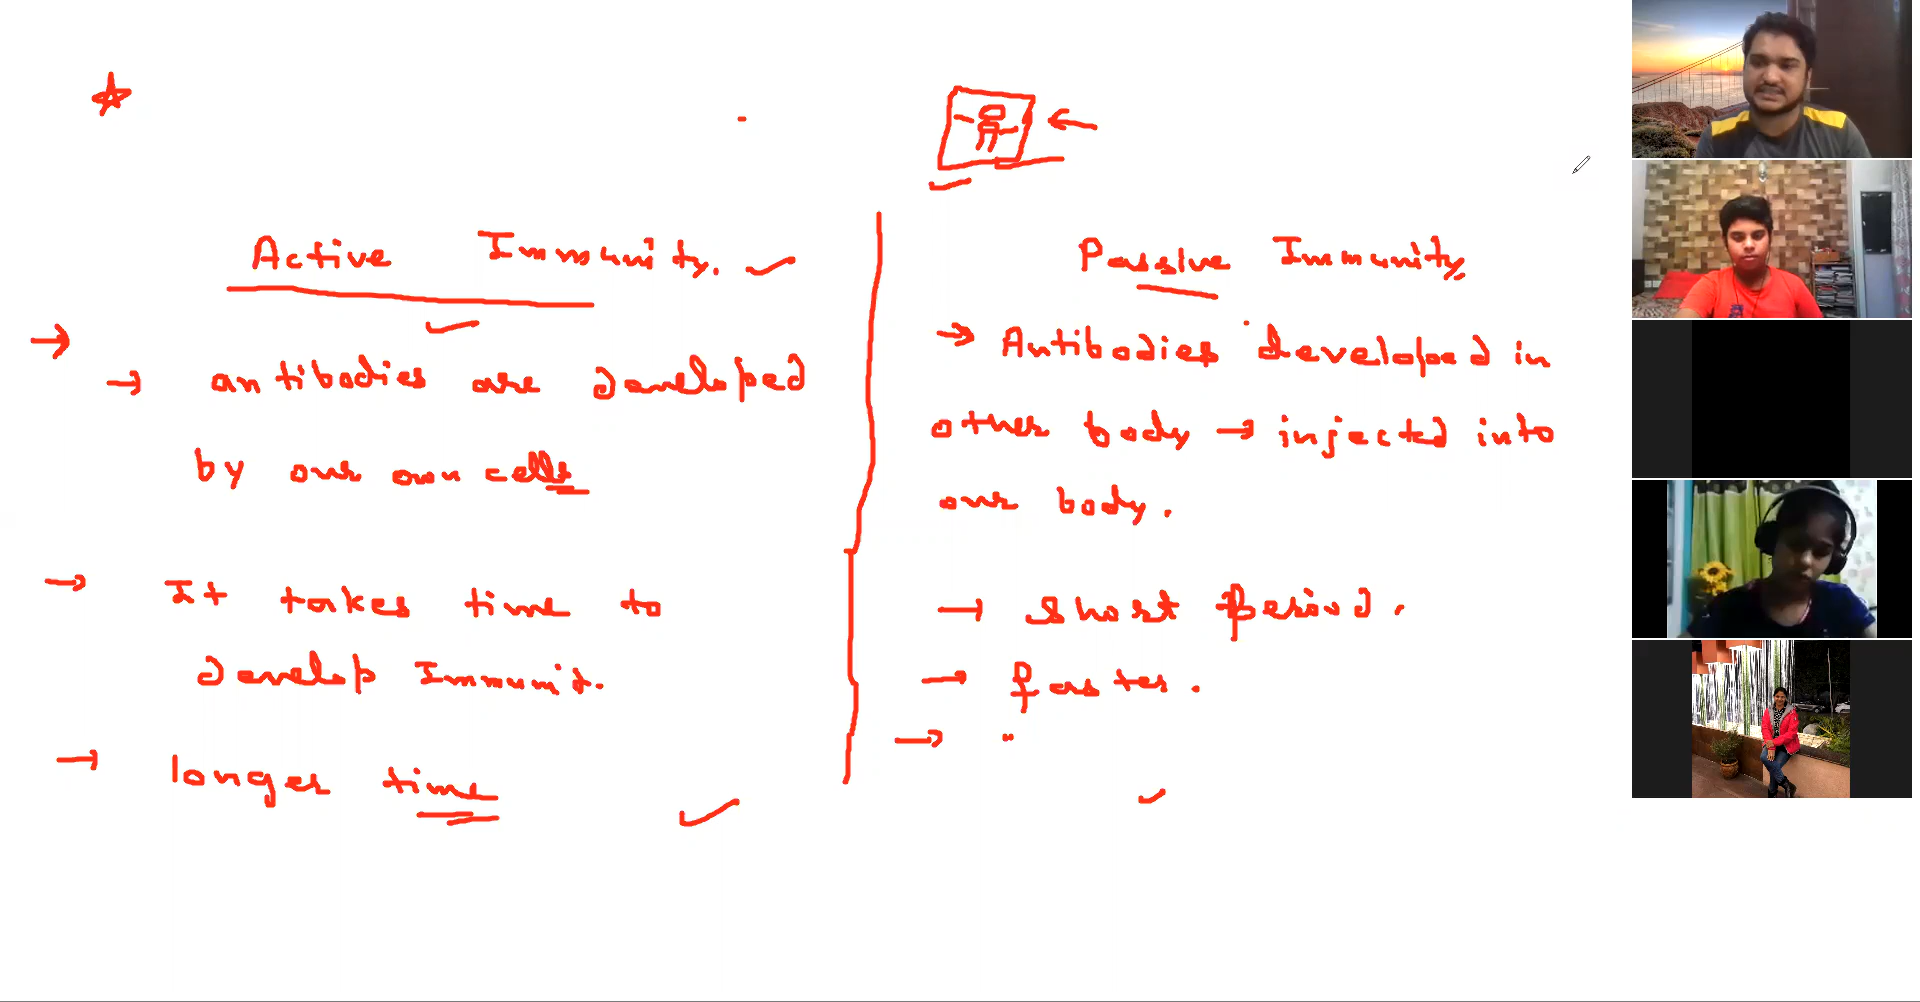 Active Immunity.
→ → antibodies are developed
by our own cells
→ It takes time to
develop Immunit.
→ longer time
Passive Immunity
→ Antibodies developed in
other body → injected into
our body.
→ Short period.
→ faster.
→ "